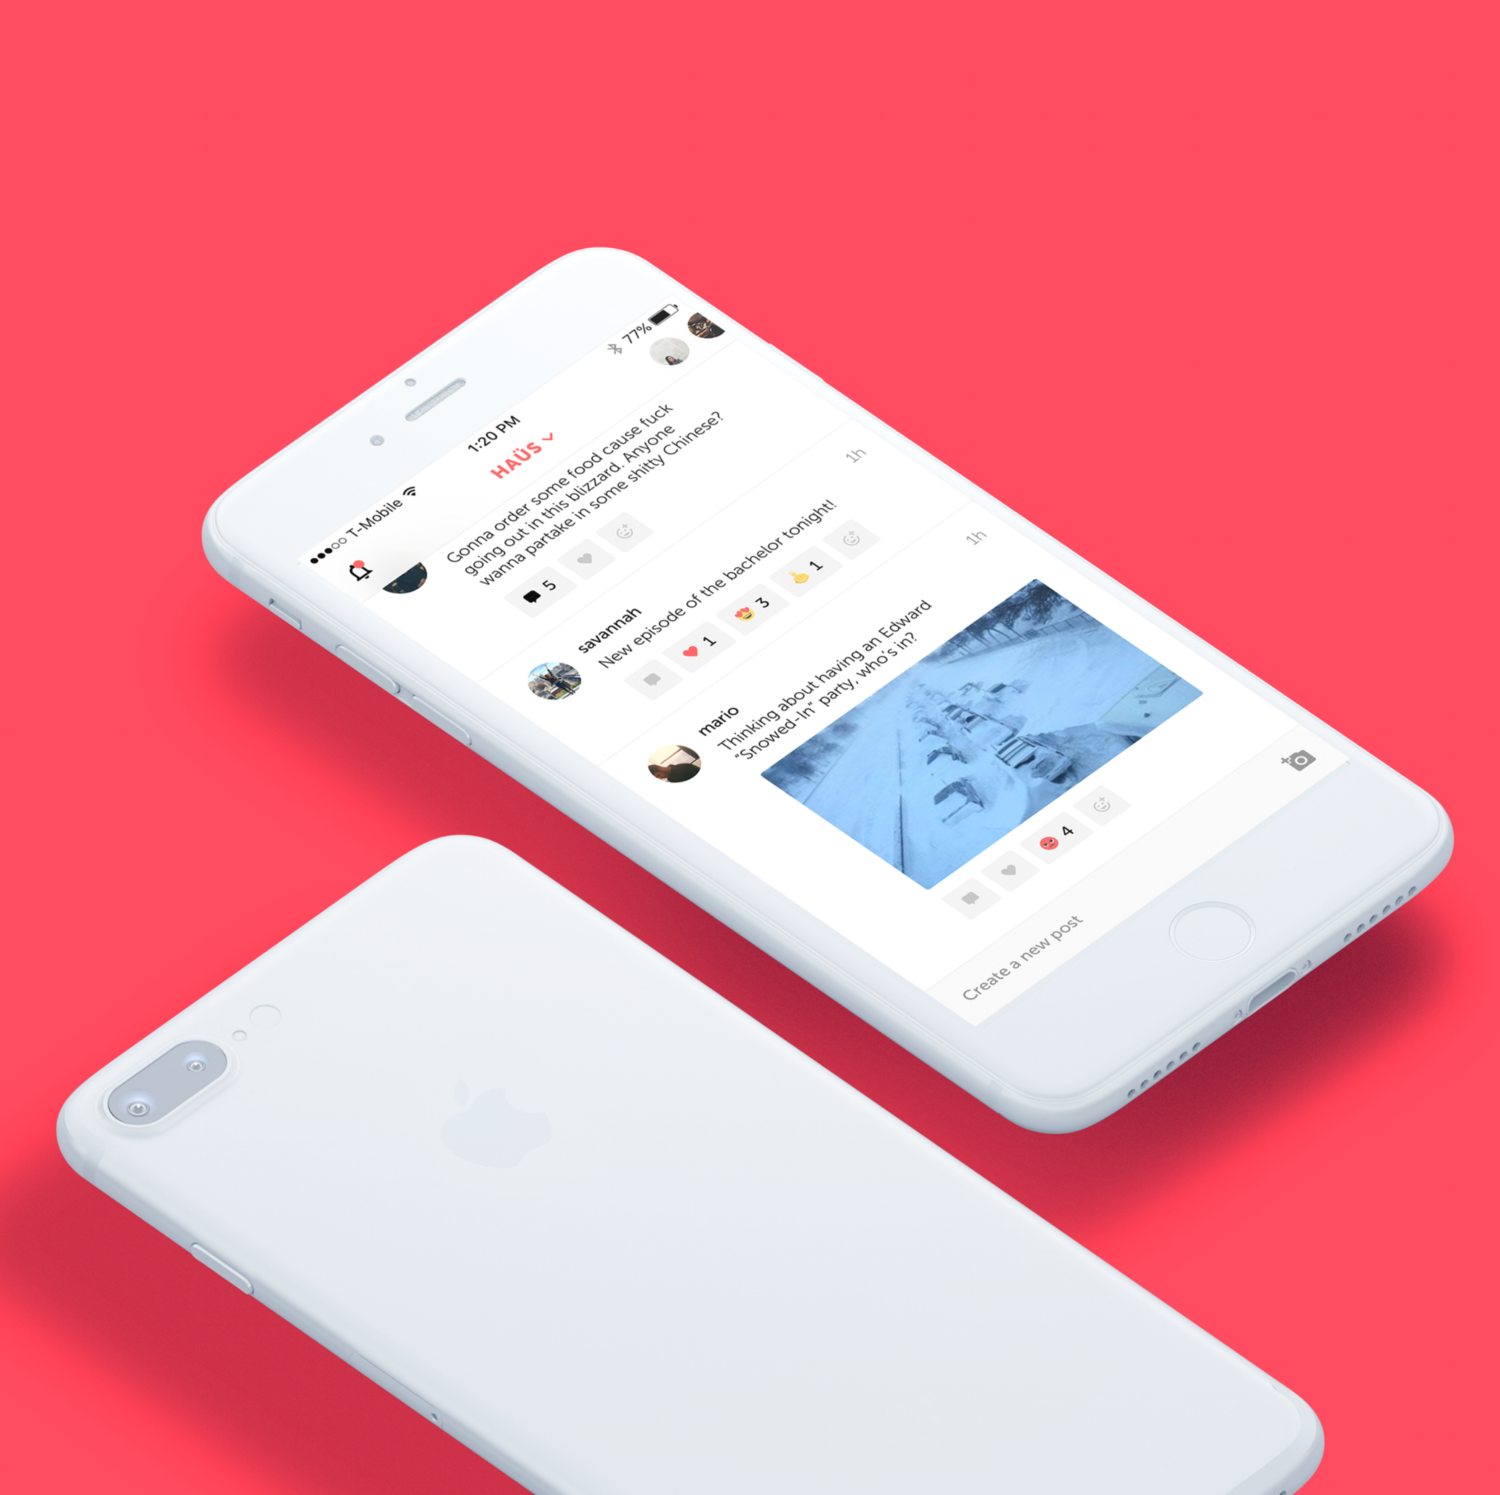 T-Mobile 1:20 PM 77%
HAÜS
Gonna order some food cause fuck
going out in this blizzard. Anyone
wanna partake in some shitty Chinese?
5
savannah 1h
New episode of the bachelor tonight!
1 3 1
mario 1h
Thinking about having an Edward
“Snowed-In” party, who’s in?
4
Create a new post